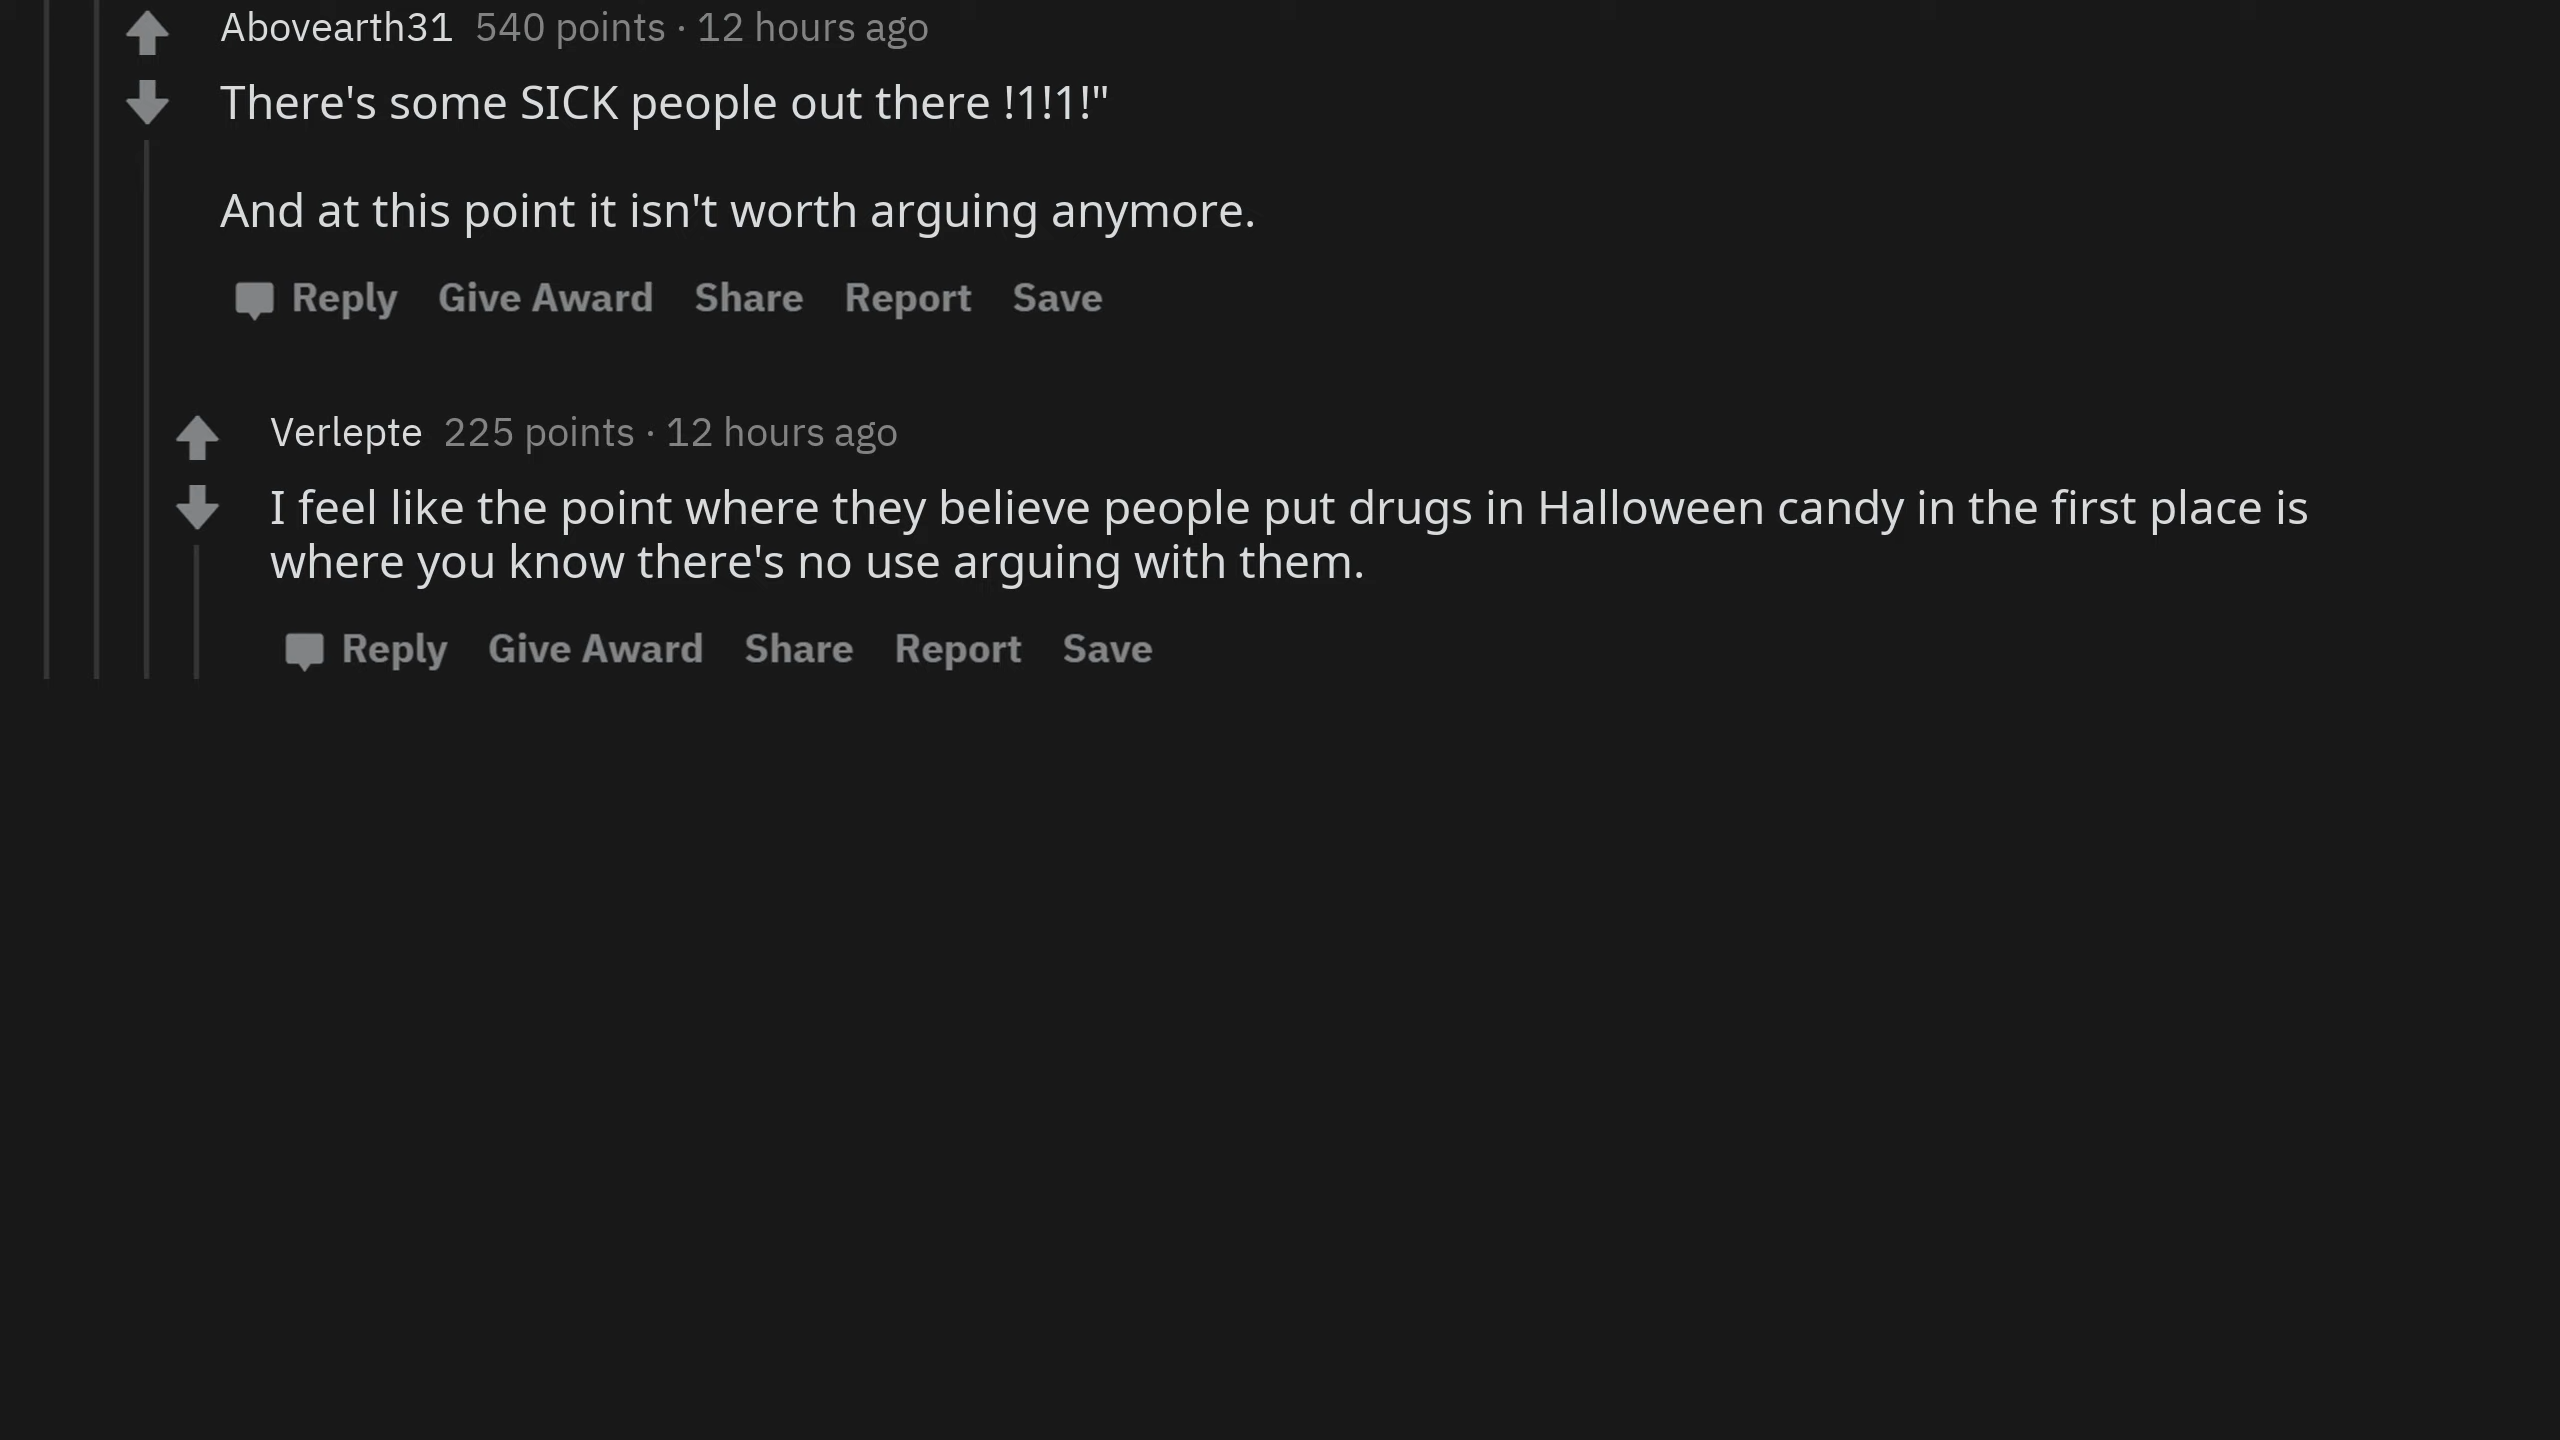 Abovearth31 540 points · 12 hours ago
There's some SICK people out there !1!1!"
And at this point it isn't worth arguing anymore.
Reply Give Award Share Report Save
Verlepte 225 points · 12 hours ago
I feel like the point where they believe people put drugs in Halloween candy in the first place is
where you know there's no use arguing with them.
Reply Give Award Share Report Save